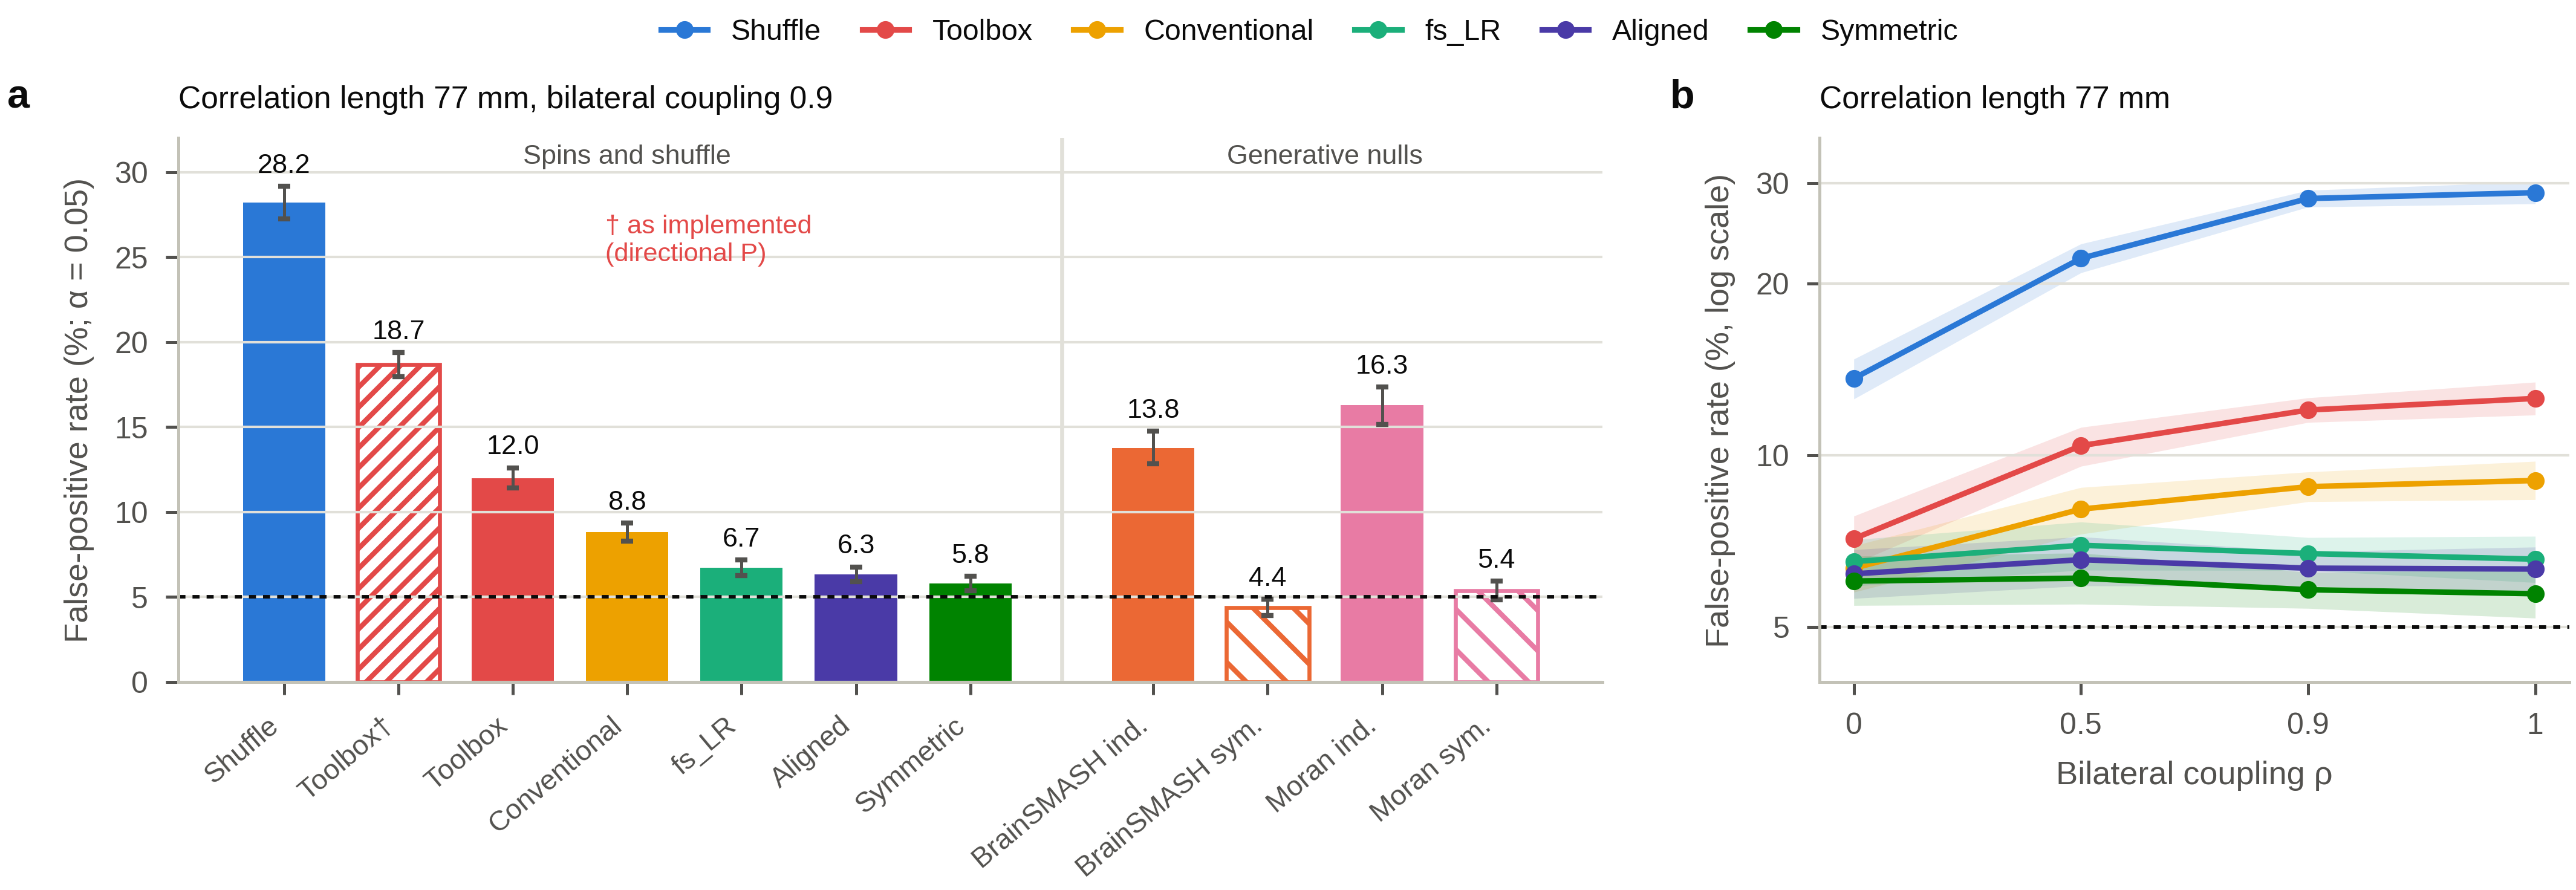 Shuffle Toolbox Conventional fs_LR Aligned Symmetric
a
Correlation length 77 mm, bilateral coupling 0.9
False-positive rate (%; α = 0.05)
30
25
20
15
10
5
0
Spins and shuffle
Generative nulls
† as implemented
(directional P)
28.2
18.7
12.0
8.8
6.7
6.3
5.8
13.8
4.4
16.3
5.4
Shuffle
Toolbox†
Toolbox
Conventional
fs_LR
Aligned
Symmetric
BrainSMASH ind.
BrainSMASH sym.
Moran ind.
Moran sym.
b
Correlation length 77 mm
False-positive rate (%, log scale)
30
20
10
5
0 0.5 0.9 1
Bilateral coupling ρ